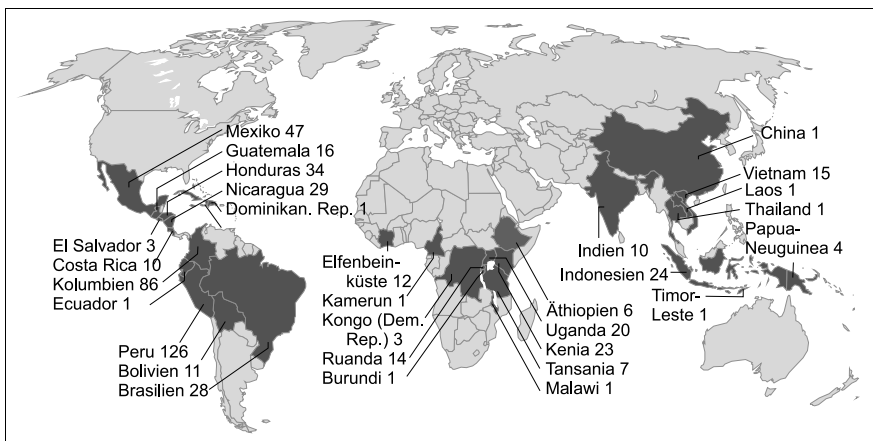 Mexiko 47
Guatemala 16
Honduras 34
Nicaragua 29
Dominikan. Rep. 1
El Salvador 3
Costa Rica 10
Kolumbien 86
Ecuador 1
Peru 126
Bolivien 11
Brasilien 28
Elfenbein-
küste 12
Kamerun 1
Kongo (Dem.
Rep.) 3
Ruanda 14
Burundi 1
Äthiopien 6
Uganda 20
Kenia 23
Tansania 7
Malawi 1
China 1
Vietnam 15
Laos 1
Thailand 1
Papua-
Neuguinea 4
Indien 10
Indonesien 24
Timor-
Leste 1